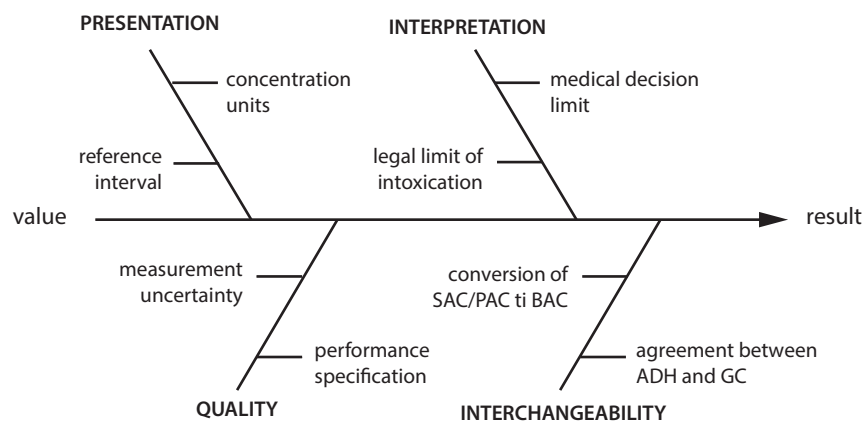 PRESENTATION
INTERPRETATION
concentration
units
medical decision
limit
reference
interval
legal limit of
intoxication
value
result
measurement
uncertainty
conversion of
SAC/PAC ti BAC
performance
specification
agreement between
ADH and GC
QUALITY
INTERCHANGEABILITY